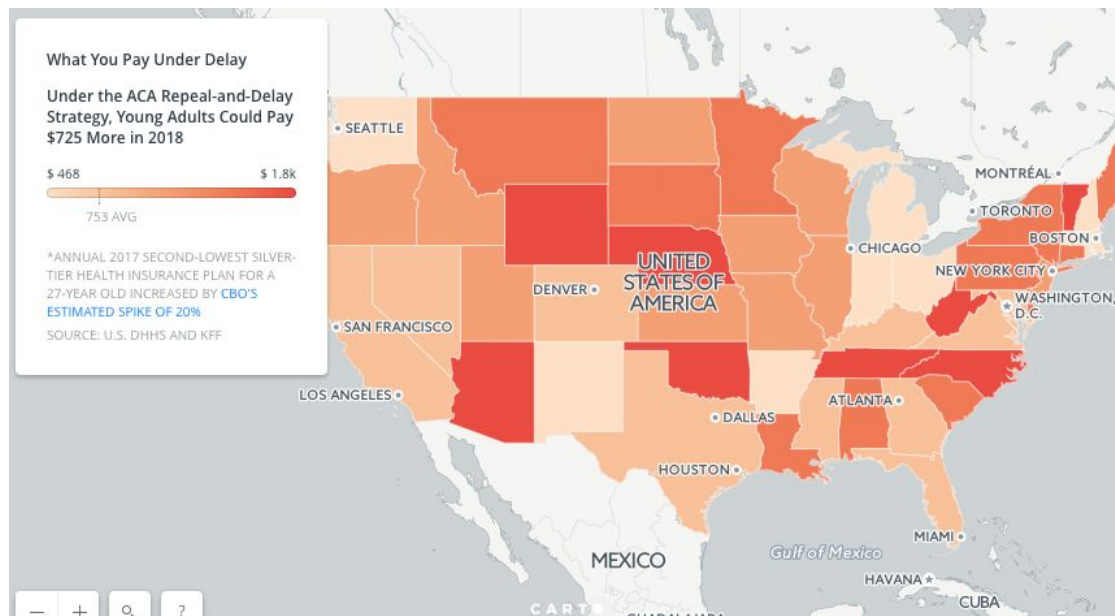 What You Pay Under Delay
Under the ACA Repeal-and-Delay
Strategy, Young Adults Could Pay
$725 More in 2018
$ 468 $ 1.8k
753 AVG
*ANNUAL 2017 SECOND-LOWEST SILVER-
TIER HEALTH INSURANCE PLAN FOR A
27-YEAR OLD INCREASED BY CBO'S
ESTIMATED SPIKE OF 20%
SOURCE: U.S. DHHS AND KFF
SEATTLE
MONTRÉAL
TORONTO
BOSTON
CHICAGO
NEW YORK CITY
UNITED
STATES OF
AMERICA
DENVER
WASHINGTON,
D.C.
SAN FRANCISCO
LOS ANGELES
ATLANTA
DALLAS
HOUSTON
MIAMI
Gulf of Mexico
MEXICO
HAVANA
CUBA
− + ?
CARTO
GUADALAJARA